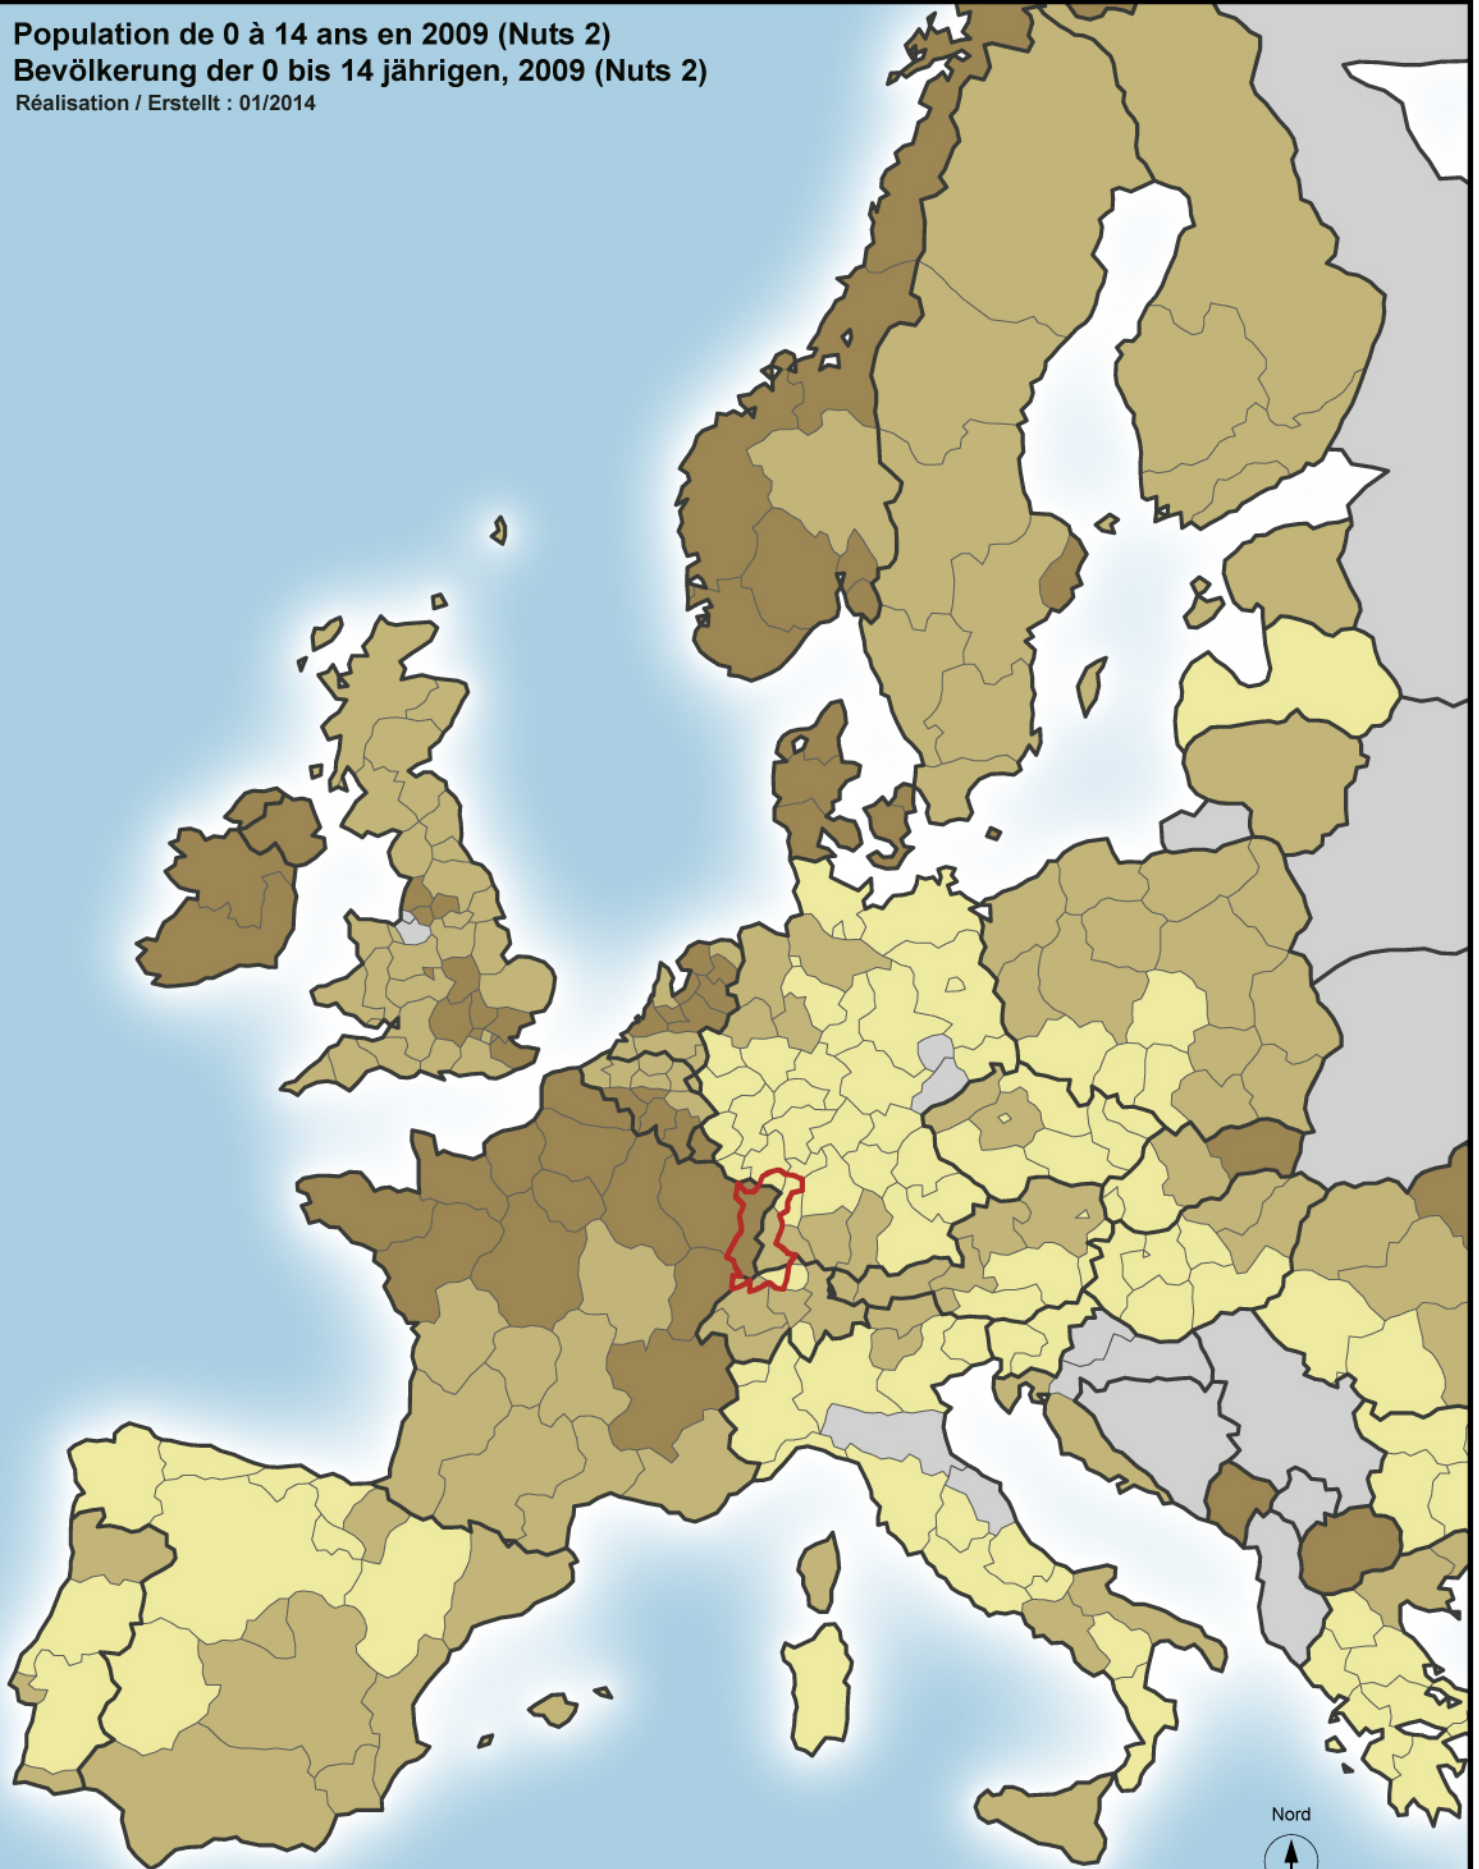 Population de 0 à 14 ans en 2009 (Nuts 2)
Bevölkerung der 0 bis 14 jährigen, 2009 (Nuts 2)
Réalisation / Erstellt : 01/2014
Nord